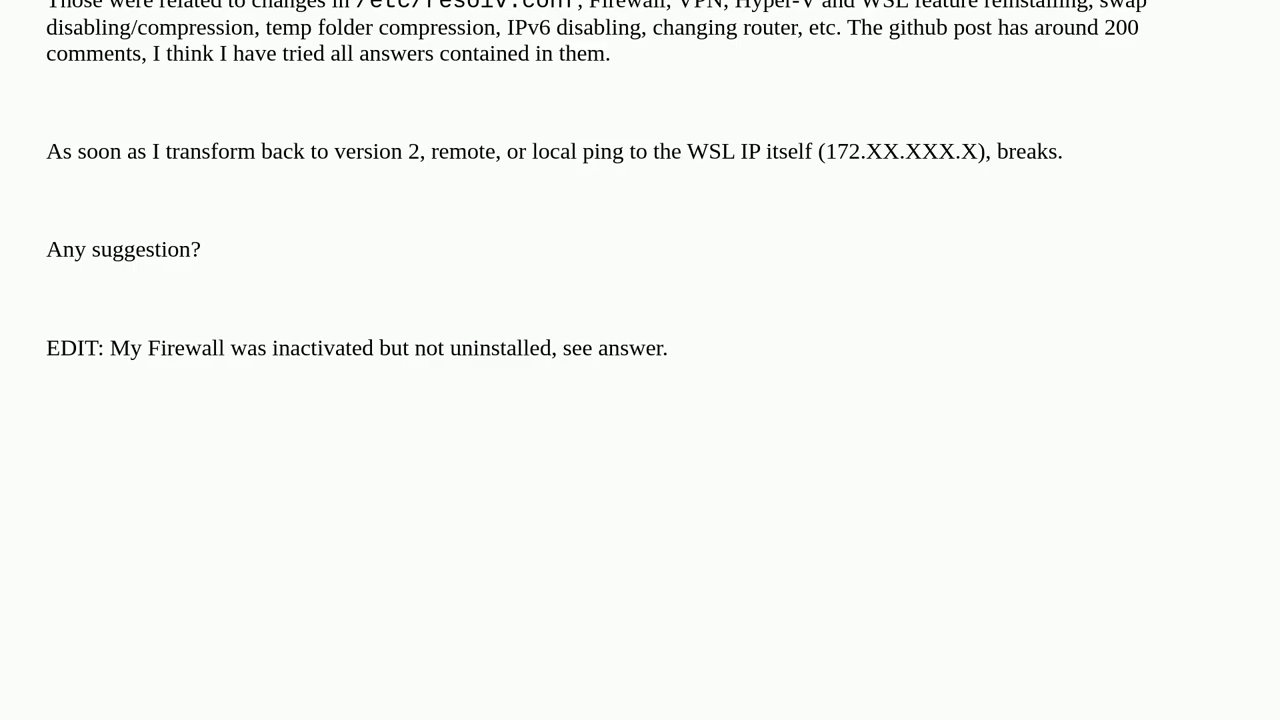 Those were related to changes in /etc/resolv.conf, Firewall, VPN, Hyper-V and WSL feature reinstalling, swap
disabling/compression, temp folder compression, IPv6 disabling, changing router, etc. The github post has around 200
comments, I think I have tried all answers contained in them.
As soon as I transform back to version 2, remote, or local ping to the WSL IP itself (172.XX.XXX.X), breaks.
Any suggestion?
EDIT: My Firewall was inactivated but not uninstalled, see answer.